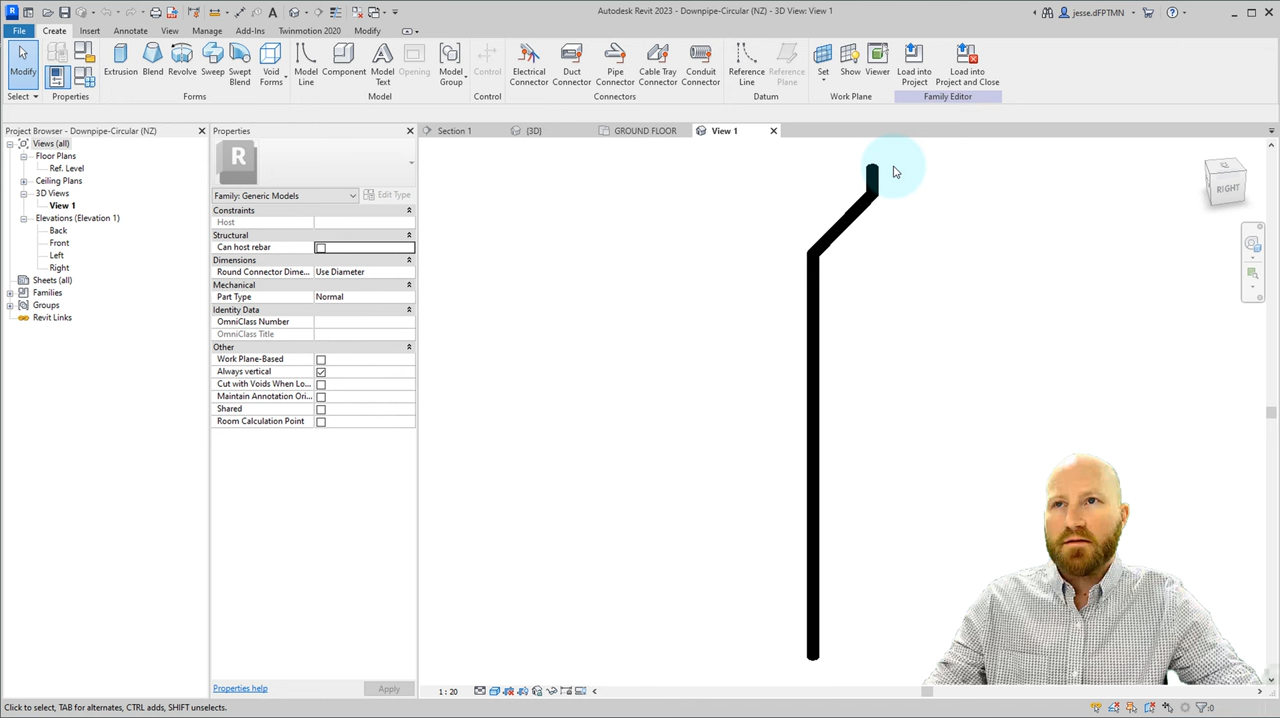 Autodesk Revit 2023 - Downpipe-Circular (NZ) - 3D View: View 1
jesse.dFPTMN
File Create Insert Annotate View Manage Add-Ins Twinmotion 2020 Modify
Modify
Extrusion Blend Revolve Sweep Swept Blend Void Forms
Model Line Component Model Text Opening Model Group
Control
Electrical Connector Duct Connector Pipe Connector Cable Tray Connector Conduit Connector
Reference Line Reference Plane
Set Show Viewer
Load into Project Load into Project and Close
Select Properties Forms Model Control Connectors Datum Work Plane Family Editor
Project Browser - Downpipe-Circular (NZ)
Views (all)
Floor Plans
Ref. Level
Ceiling Plans
3D Views
View 1
Elevations (Elevation 1)
Back
Front
Left
Right
Sheets (all)
Families
Groups
Revit Links
Properties
R
Family: Generic Models
Edit Type
Constraints
Host
Structural
Can host rebar
Dimensions
Round Connector Dime... Use Diameter
Mechanical
Part Type Normal
Identity Data
OmniClass Number
OmniClass Title
Other
Work Plane-Based
Always vertical
Cut with Voids When Lo...
Maintain Annotation Ori...
Shared
Room Calculation Point
Properties help
Apply
Section 1 {3D} GROUND FLOOR View 1
RIGHT
1 : 20
Click to select, TAB for alternates, CTRL adds, SHIFT unselects.
:0